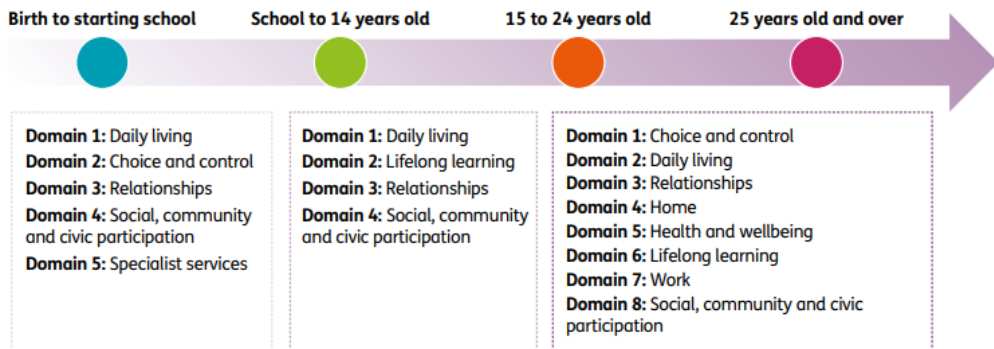 Birth to starting school
School to 14 years old
15 to 24 years old
25 years old and over
Domain 1: Daily living
Domain 2: Choice and control
Domain 3: Relationships
Domain 4: Social, community
and civic participation
Domain 5: Specialist services
Domain 1: Daily living
Domain 2: Lifelong learning
Domain 3: Relationships
Domain 4: Social, community
and civic participation
Domain 1: Choice and control
Domain 2: Daily living
Domain 3: Relationships
Domain 4: Home
Domain 5: Health and wellbeing
Domain 6: Lifelong learning
Domain 7: Work
Domain 8: Social, community and civic
participation